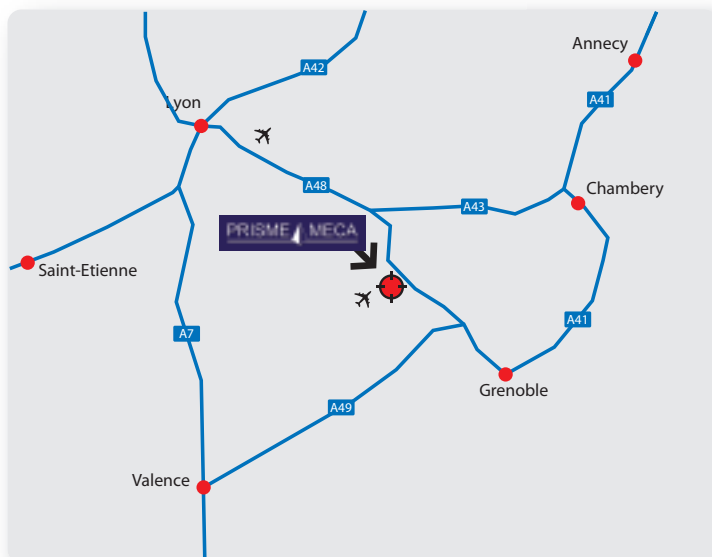 Annecy
A42
A41
Lyon
A48
Chambery
A43
PRISME MECA
Saint-Etienne
A41
A7
Grenoble
A49
Valence